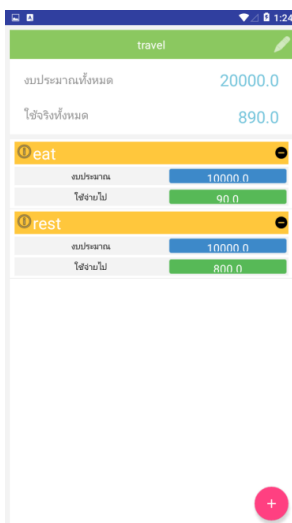 1:24
travel
งบประมาณทั้งหมด 20000.0
ใช้จริงทั้งหมด 890.0
eat
งบประมาณ 10000.0
ใช้จ่ายไป 90.0
rest
งบประมาณ 10000.0
ใช้จ่ายไป 800.0
+